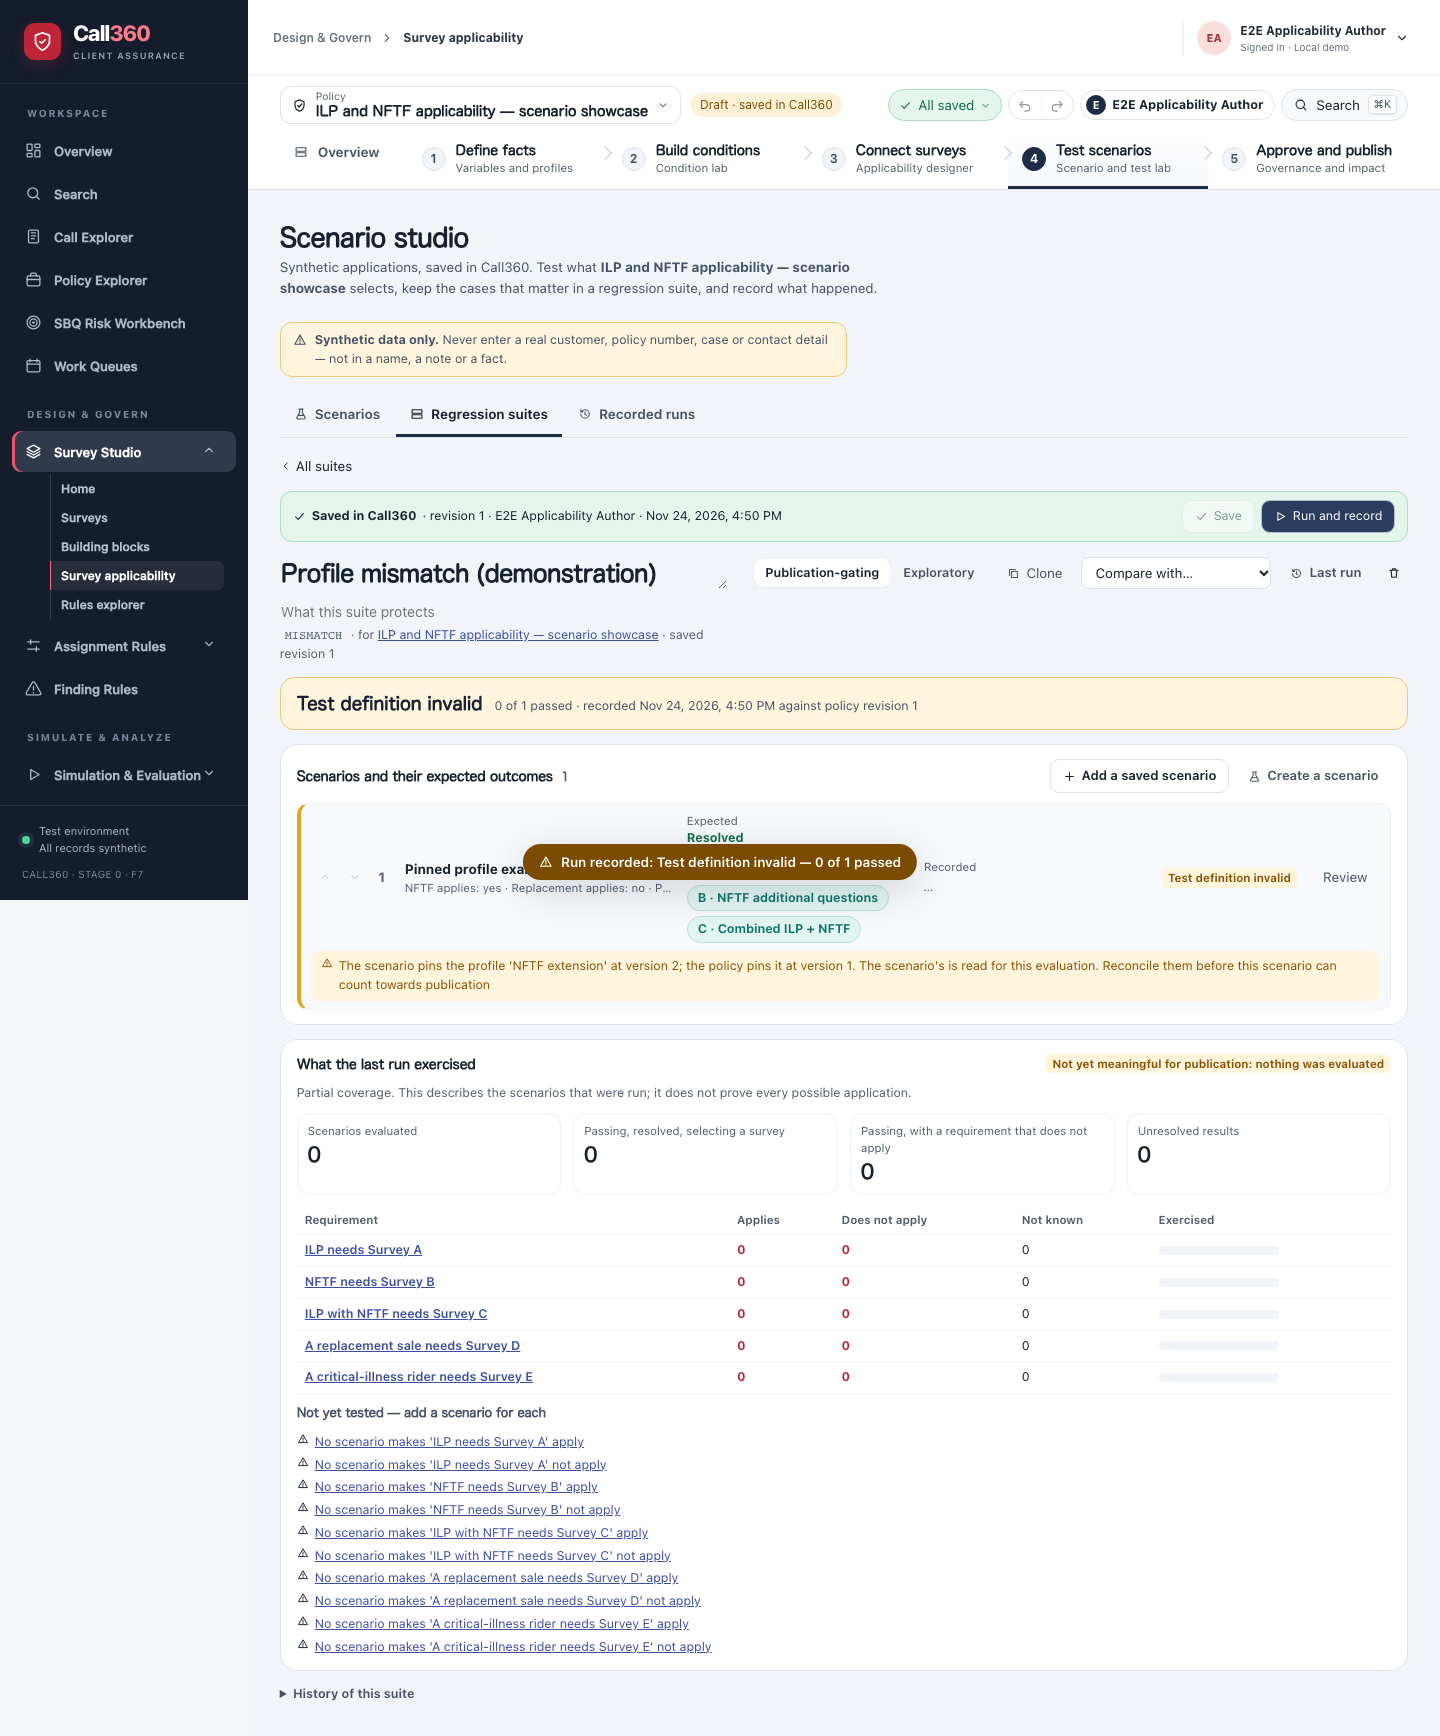 Call360
CLIENT ASSURANCE
WORKSPACE
Overview
Search
Call Explorer
Policy Explorer
SBQ Risk Workbench
Work Queues
DESIGN & GOVERN
Survey Studio
Home
Surveys
Building blocks
Survey applicability
Rules explorer
Assignment Rules
Finding Rules
SIMULATE & ANALYZE
Simulation & Evaluation
Test environment
All records synthetic
CALL360 · STAGE 0 · F7
Design & Govern > Survey applicability
EA
E2E Applicability Author
Signed in · Local demo
Policy
ILP and NFTF applicability — scenario showcase
Draft · saved in Call360
All saved
E E2E Applicability Author
Search ⌘K
Overview
1 Define facts
Variables and profiles
2 Build conditions
Condition lab
3 Connect surveys
Applicability designer
4 Test scenarios
Scenario and test lab
5 Approve and publish
Governance and impact
Scenario studio
Synthetic applications, saved in Call360. Test what ILP and NFTF applicability — scenario
showcase selects, keep the cases that matter in a regression suite, and record what happened.
Synthetic data only. Never enter a real customer, policy number, case or contact detail
— not in a name, a note or a fact.
Scenarios
Regression suites
Recorded runs
All suites
Saved in Call360 · revision 1 · E2E Applicability Author · Nov 24, 2026, 4:50 PM
Save
Run and record
Profile mismatch (demonstration)
Publication-gating
Exploratory
Clone
Compare with...
Last run
What this suite protects
MISMATCH · for ILP and NFTF applicability — scenario showcase · saved
revision 1
Test definition invalid 0 of 1 passed · recorded Nov 24, 2026, 4:50 PM against policy revision 1
Scenarios and their expected outcomes 1
Add a saved scenario
Create a scenario
1
Pinned profile exa
NFTF applies: yes · Replacement applies: no · P...
Expected
Resolved
Run recorded: Test definition invalid — 0 of 1 passed
B · NFTF additional questions
C · Combined ILP + NFTF
Recorded
...
Test definition invalid
Review
The scenario pins the profile 'NFTF extension' at version 2; the policy pins it at version 1. The scenario's is read for this evaluation. Reconcile them before this scenario can
count towards publication
What the last run exercised
Not yet meaningful for publication: nothing was evaluated
Partial coverage. This describes the scenarios that were run; it does not prove every possible application.
Scenarios evaluated
0
Passing, resolved, selecting a survey
0
Passing, with a requirement that does not
apply
0
Unresolved results
0
Requirement Applies Does not apply Not known Exercised
ILP needs Survey A 0 0 0
NFTF needs Survey B 0 0 0
ILP with NFTF needs Survey C 0 0 0
A replacement sale needs Survey D 0 0 0
A critical-illness rider needs Survey E 0 0 0
Not yet tested — add a scenario for each
No scenario makes 'ILP needs Survey A' apply
No scenario makes 'ILP needs Survey A' not apply
No scenario makes 'NFTF needs Survey B' apply
No scenario makes 'NFTF needs Survey B' not apply
No scenario makes 'ILP with NFTF needs Survey C' apply
No scenario makes 'ILP with NFTF needs Survey C' not apply
No scenario makes 'A replacement sale needs Survey D' apply
No scenario makes 'A replacement sale needs Survey D' not apply
No scenario makes 'A critical-illness rider needs Survey E' apply
No scenario makes 'A critical-illness rider needs Survey E' not apply
History of this suite